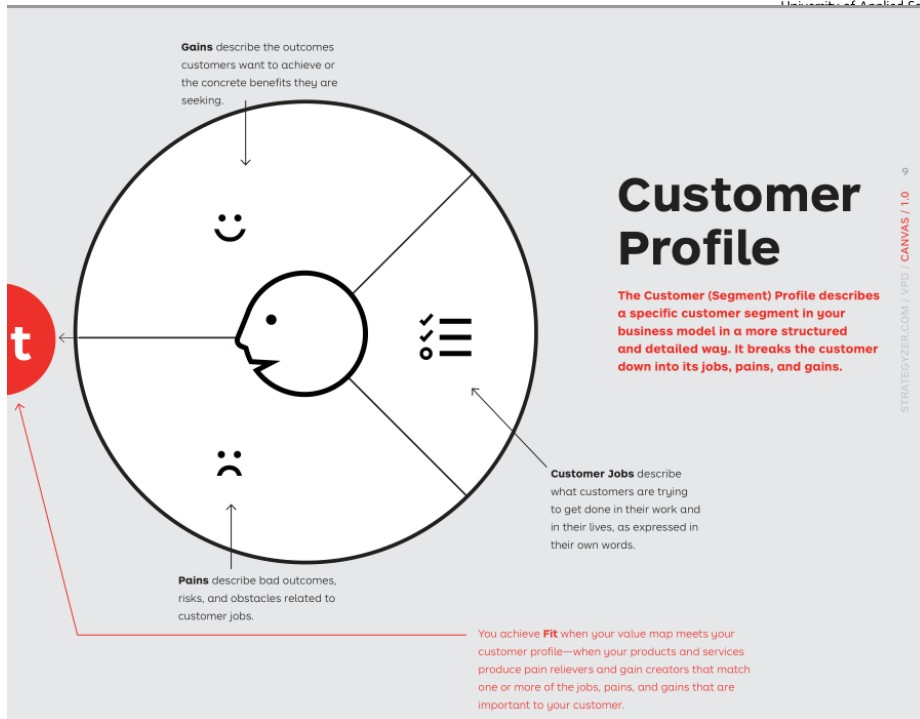 Gains describe the outcomes
customers want to achieve or
the concrete benefits they are
seeking.
Customer
Profile
The Customer (Segment) Profile describes
a specific customer segment in your
business model in a more structured
and detailed way. It breaks the customer
down into its jobs, pains, and gains.
t
Customer Jobs describe
what customers are trying
to get done in their work and
in their lives, as expressed in
their own words.
Pains describe bad outcomes,
risks, and obstacles related to
customer jobs.
You achieve Fit when your value map meets your
customer profile—when your products and services
produce pain relievers and gain creators that match
one or more of the jobs, pains, and gains that are
important to your customer.
STRATEGYZER.COM / VPD / CANVAS / 1.0
9